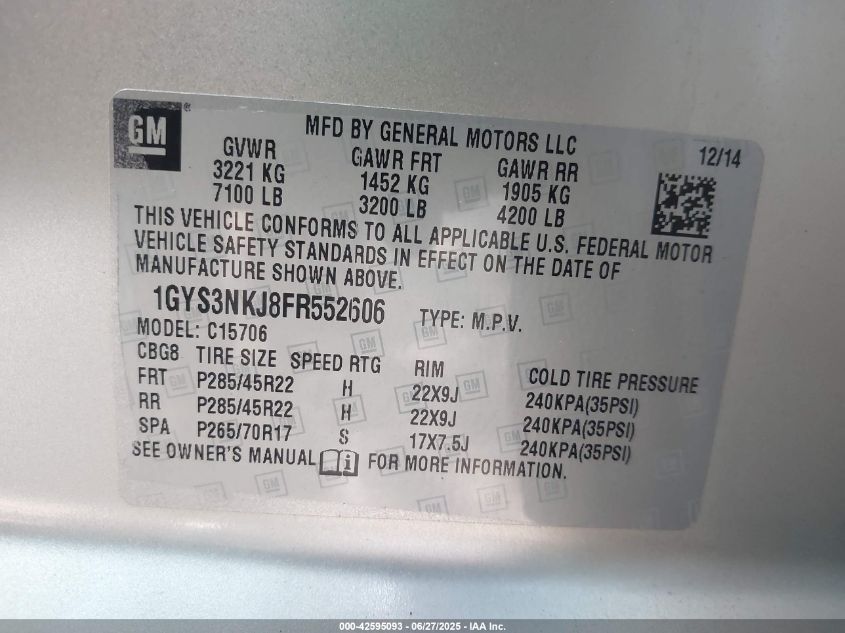 GM
MFD BY GENERAL MOTORS LLC
12/14
GVWR GAWR FRT GAWR RR
3221 KG 1452 KG 1905 KG
7100 LB 3200 LB 4200 LB
THIS VEHICLE CONFORMS TO ALL APPLICABLE U.S. FEDERAL MOTOR
VEHICLE SAFETY STANDARDS IN EFFECT ON THE DATE OF
MANUFACTURE SHOWN ABOVE.
1GYS3NKJ8FR552606 TYPE: M.P.V.
MODEL: C15706
CBG8 TIRE SIZE SPEED RTG RIM COLD TIRE PRESSURE
FRT P285/45R22 H 22X9J 240KPA(35PSI)
RR P285/45R22 H 22X9J 240KPA(35PSI)
SPA P265/70R17 S 17X7.5J 240KPA(35PSI)
SEE OWNER'S MANUAL FOR MORE INFORMATION.
000-42595093 - 06/27/2025 - IAA Inc.